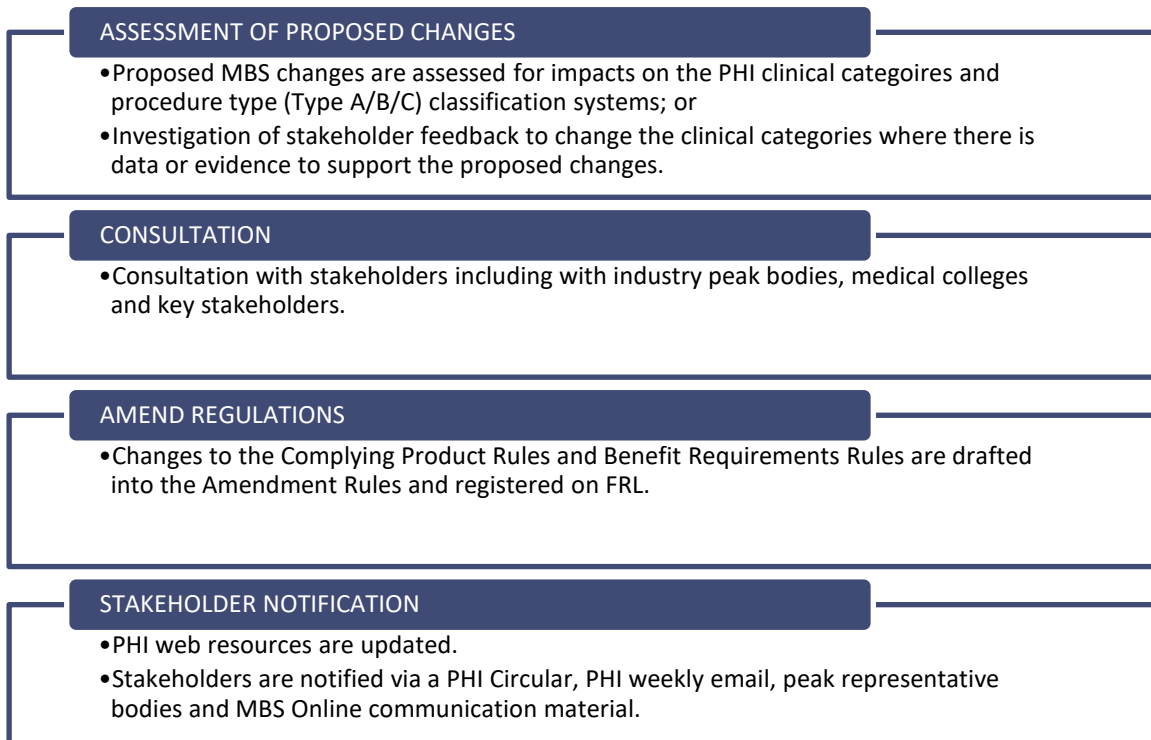 ASSESSMENT OF PROPOSED CHANGES
•Proposed MBS changes are assessed for impacts on the PHI clinical categoires and
procedure type (Type A/B/C) classification systems; or
•Investigation of stakeholder feedback to change the clinical categories where there is
data or evidence to support the proposed changes.
CONSULTATION
•Consultation with stakeholders including with industry peak bodies, medical colleges
and key stakeholders.
AMEND REGULATIONS
•Changes to the Complying Product Rules and Benefit Requirements Rules are drafted
into the Amendment Rules and registered on FRL.
STAKEHOLDER NOTIFICATION
•PHI web resources are updated.
•Stakeholders are notified via a PHI Circular, PHI weekly email, peak representative
bodies and MBS Online communication material.